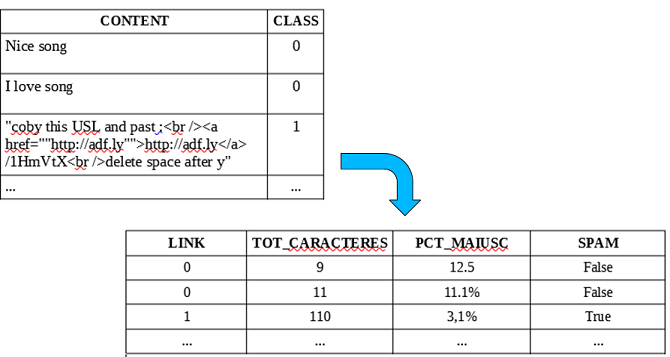 CONTENT CLASS
Nice song 0
I love song 0
"coby this USL and past ;<br /><a 1
href=""http://adf.ly"">http://adf.ly</a>
/1HmVtX<br />delete space after y"
... ...
LINK TOT_CARACTERES PCT_MAIUSC SPAM
0 9 12.5 False
0 11 11.1% False
1 110 3,1% True
... ... ... ...